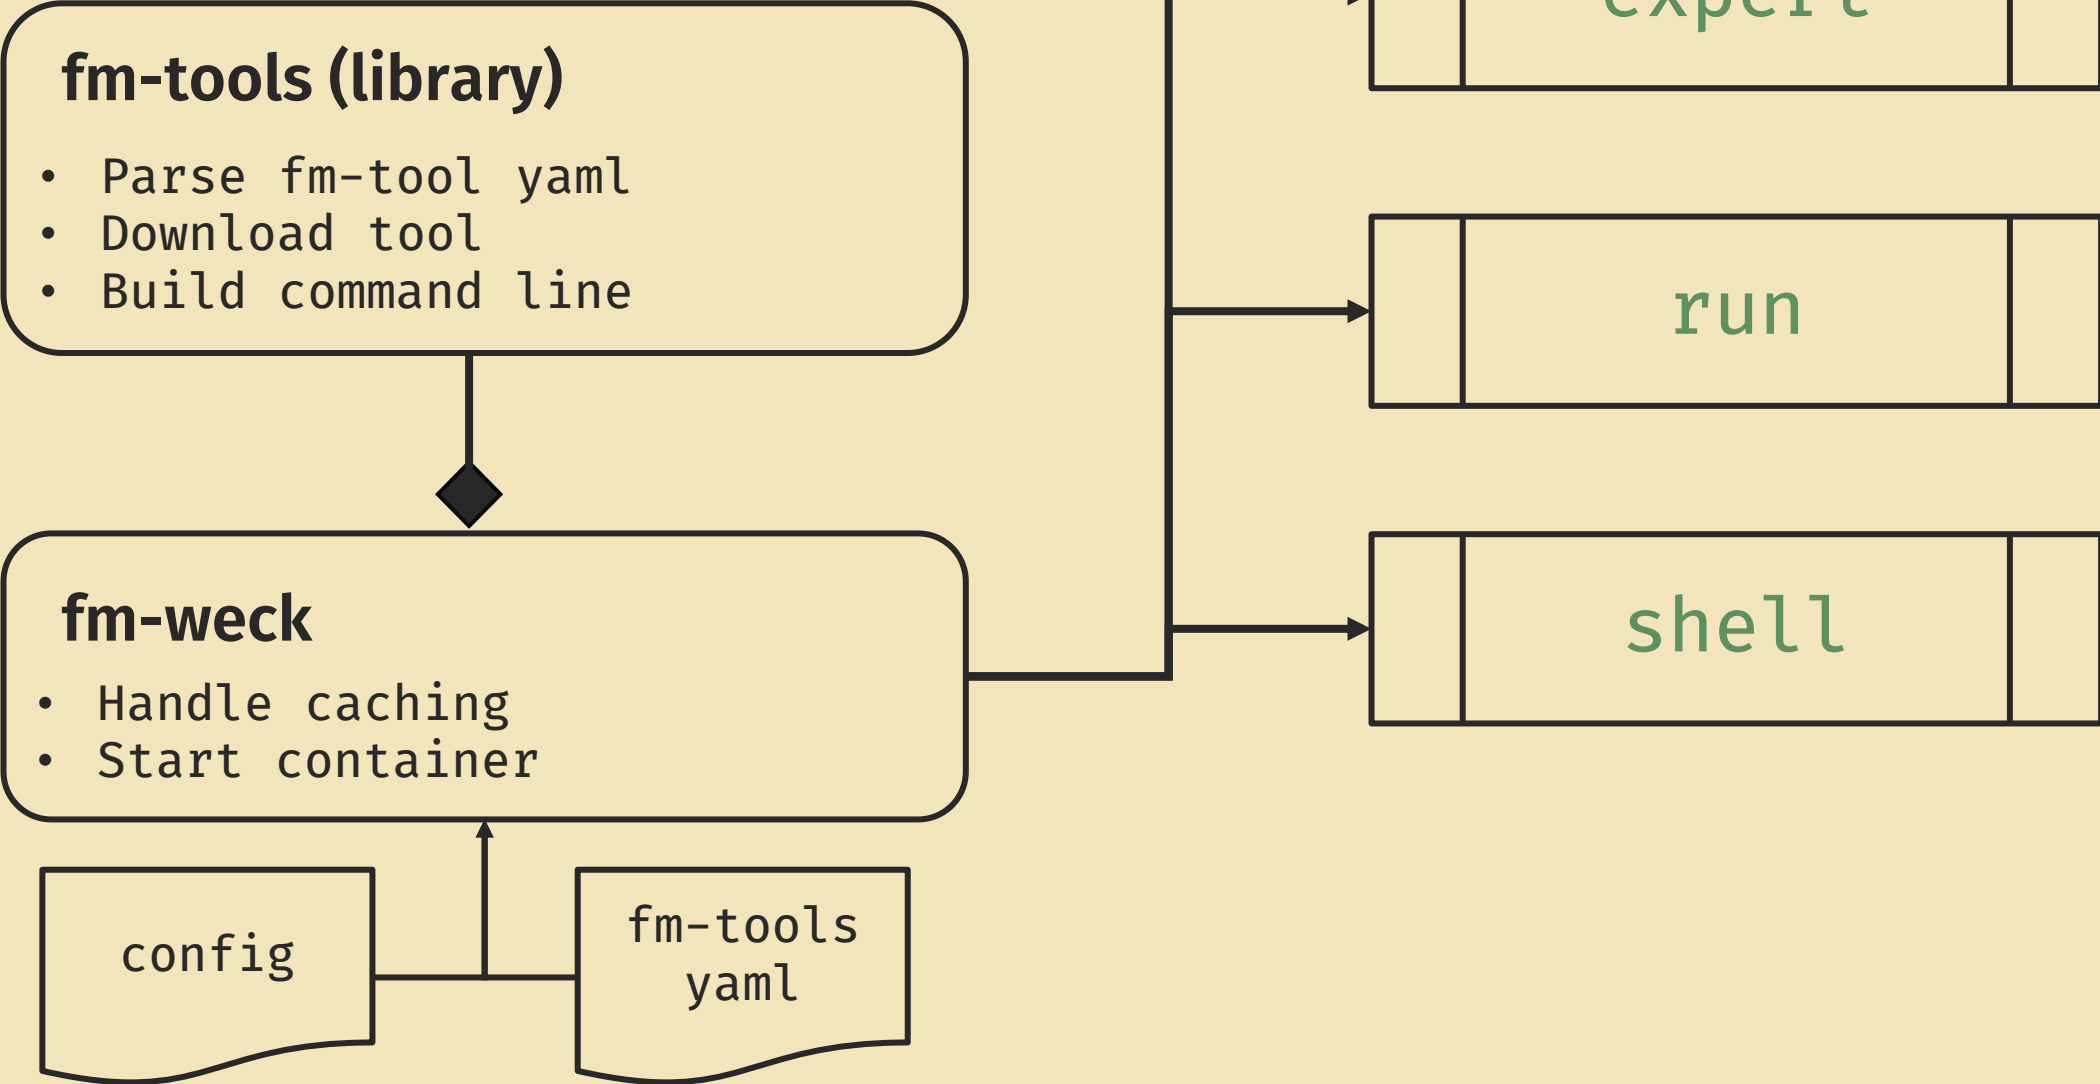 fm-tools (library)
• Parse fm-tool yaml
• Download tool
• Build command line
fm-weck
• Handle caching
• Start container
config
fm-tools
yaml
expert
run
shell